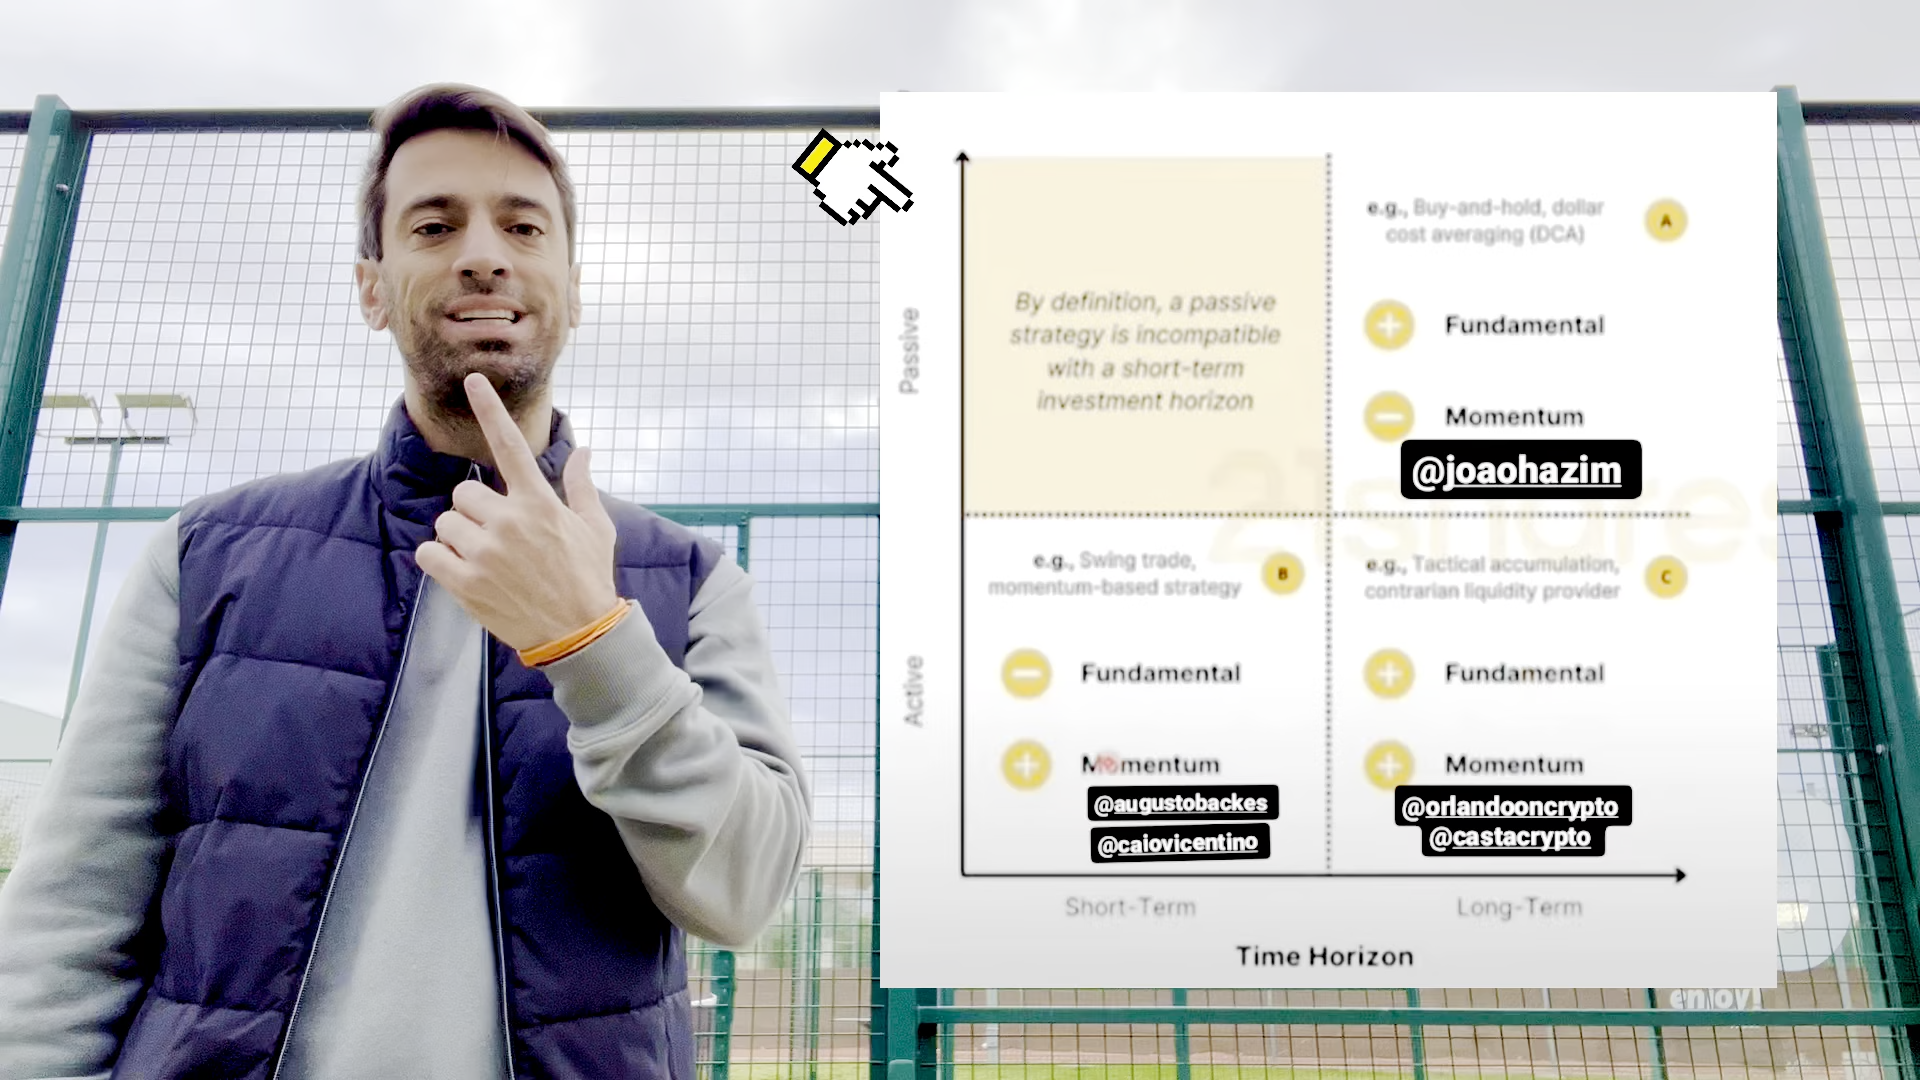 Passive
By definition, a passive
strategy is incompatible
with a short-term
investment horizon
e.g., Buy-and-hold, dollar
cost averaging (DCA)
A
Fundamental
Momentum
@joaohazim
21shares
Active
e.g., Swing trade,
momentum-based strategy
B
Fundamental
Momentum
@augustobackes
@caiovicentino
e.g., Tactical accumulation,
contrarian liquidity provider
C
Fundamental
Momentum
@orlandooncrypto
@castacrypto
Short-Term
Long-Term
Time Horizon
enjoy!